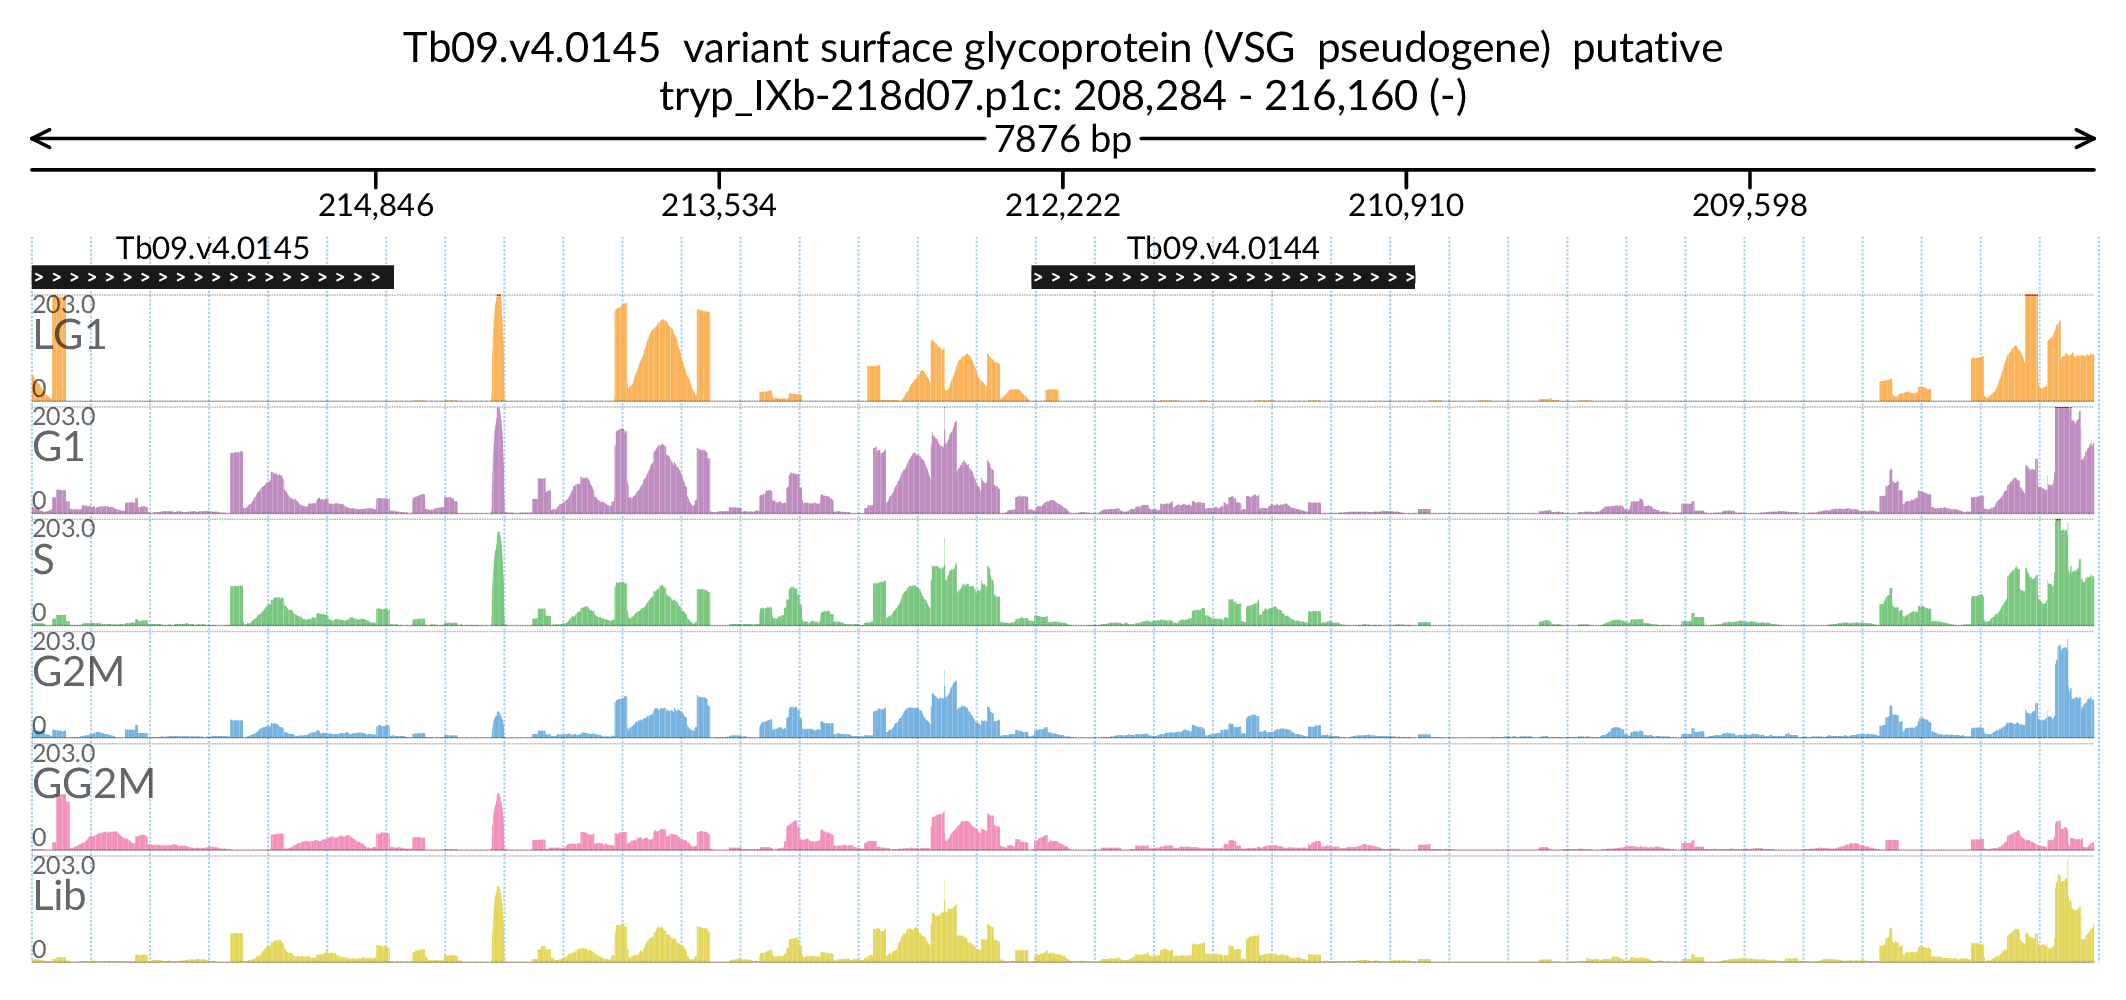 Tb09.v4.0145 variant surface glycoprotein (VSG pseudogene) putative
tryp_IXb-218d07.p1c: 208,284 - 216,160 (-)
7876 bp
214,846 213,534 212,222 210,910 209,598
Tb09.v4.0145 Tb09.v4.0144
203.0
LG1
0
203.0
G1
0
203.0
S
0
203.0
G2M
0
203.0
GG2M
0
203.0
Lib
0